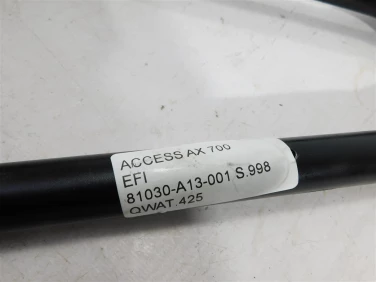 ACCESS AX 700
EFI
81030-A13-001 S.998
QWAT.425